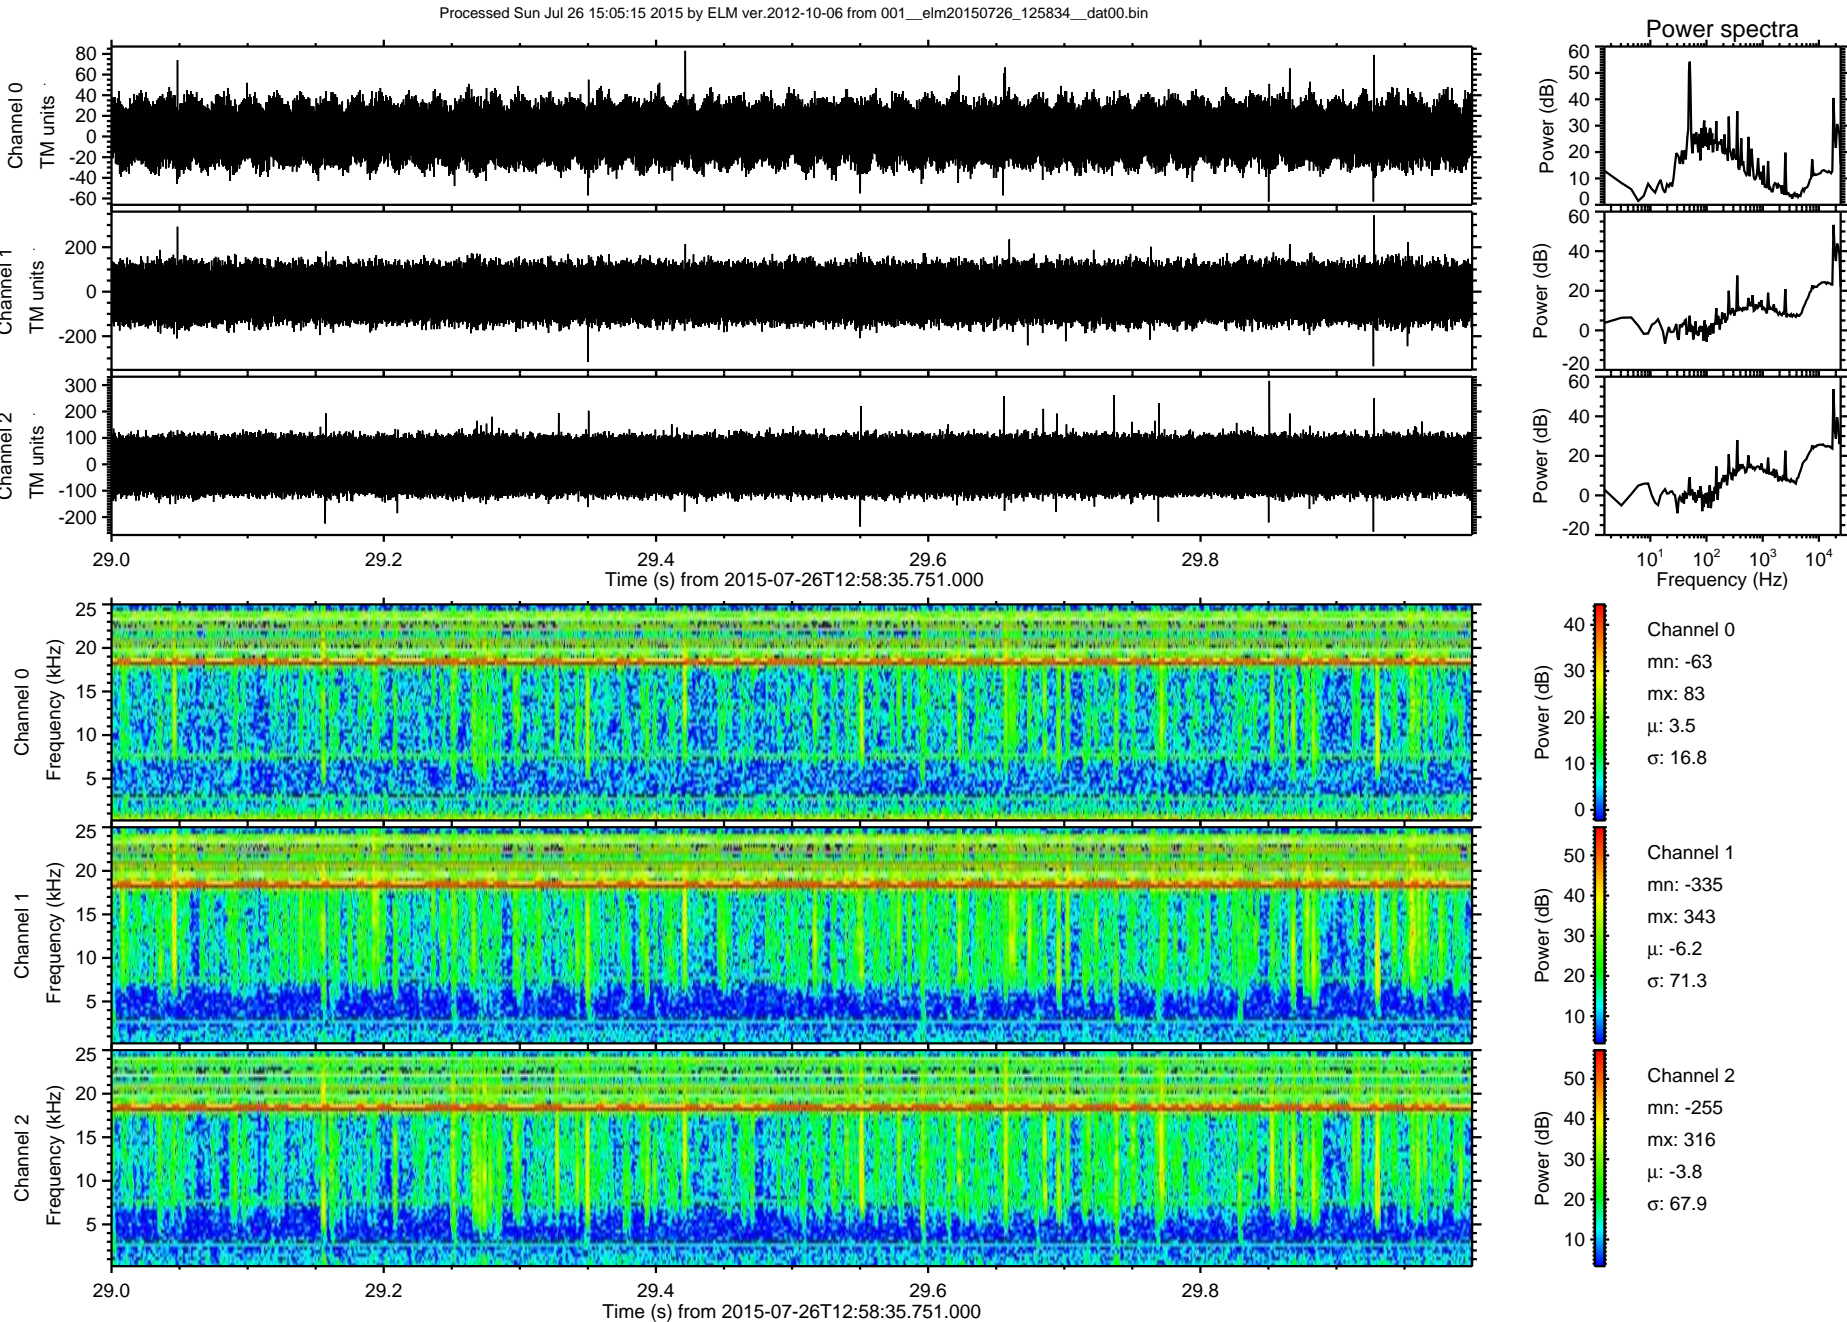 Processed Sun Jul 26 15:05:15 2015 by ELM ver.2012-10-06 from 001__elm20150726_125834__dat00.bin
Power spectra
Channel 0
TM units
80
60
40
20
0
-20
-40
-60
Power (dB)
60
50
40
30
20
10
0
Channel 1
TM units
200
0
-200
Power (dB)
60
40
20
0
-20
Channel 2
TM units
300
200
100
0
-100
-200
Power (dB)
60
40
20
0
-20
29.0 29.2 29.4 29.6 29.8
Time (s) from 2015-07-26T12:58:35.751.000
10^1 10^2 10^3 10^4
Frequency (Hz)
Channel 0
Frequency (kHz)
25
20
15
10
5
Power (dB)
40
30
20
10
0
Channel 0
mn: -63
mx: 83
μ: 3.5
σ: 16.8
Channel 1
Frequency (kHz)
25
20
15
10
5
Power (dB)
50
40
30
20
10
Channel 1
mn: -335
mx: 343
μ: -6.2
σ: 71.3
Channel 2
Frequency (kHz)
25
20
15
10
5
Power (dB)
50
40
30
20
10
Channel 2
mn: -255
mx: 316
μ: -3.8
σ: 67.9
29.0 29.2 29.4 29.6 29.8
Time (s) from 2015-07-26T12:58:35.751.000